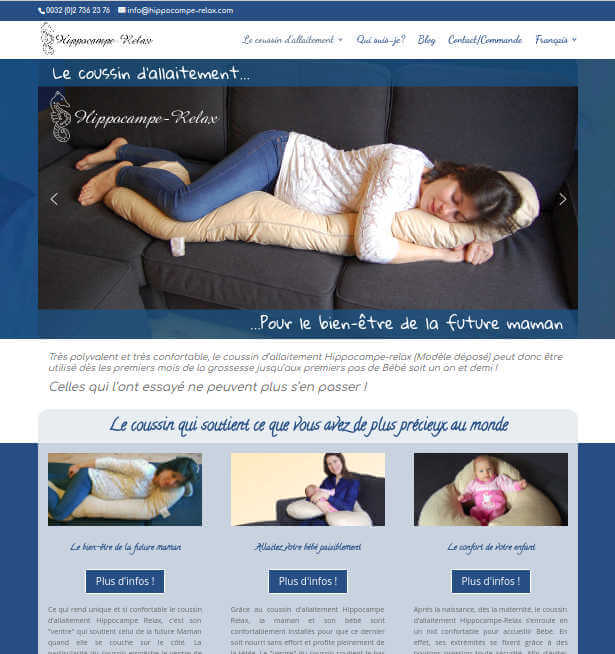 0032 (0)2 736 23 76 info@hippocampe-relax.com
Hippocampe-Relax Le coussin d'allaitement Qui suis-je? Blog Contact/Commande Français
Le coussin d'allaitement...
Hippocampe-Relax
...Pour le bien-être de la future maman
Très polyvalent et très confortable, le coussin d'allaitement Hippocampe-relax (Modèle déposé) peut donc être
utilisé dès les premiers mois de la grossesse jusqu'aux premiers pas de Bébé soit un an et demi !
Celles qui l'ont essayé ne peuvent plus s'en passer !
Le coussin qui soutient ce que vous avez de plus précieux au monde
Le bien-être de la future maman
Plus d'infos !
Ce qui rend unique et si confortable le coussin
d'allaitement Hippocampe Relax, c'est son
"ventre" qui soutient celui de la future Maman
quand elle se couche sur le côté. La
Allaitez votre bébé paisiblement
Plus d'infos !
Grâce au coussin d'allaitement Hippocampe
Relax, la maman et son bébé sont
confortablement installés pour que ce dernier
soit nourri sans effort et profite pleinement de
Le confort de votre enfant
Plus d'infos !
Après la naissance, dès la maternité, le coussin
d'allaitement Hippocampe-Relax s'enroule en
un nid confortable pour accueillir Bébé. En
effet, ses extrémités se fixent grâce à des